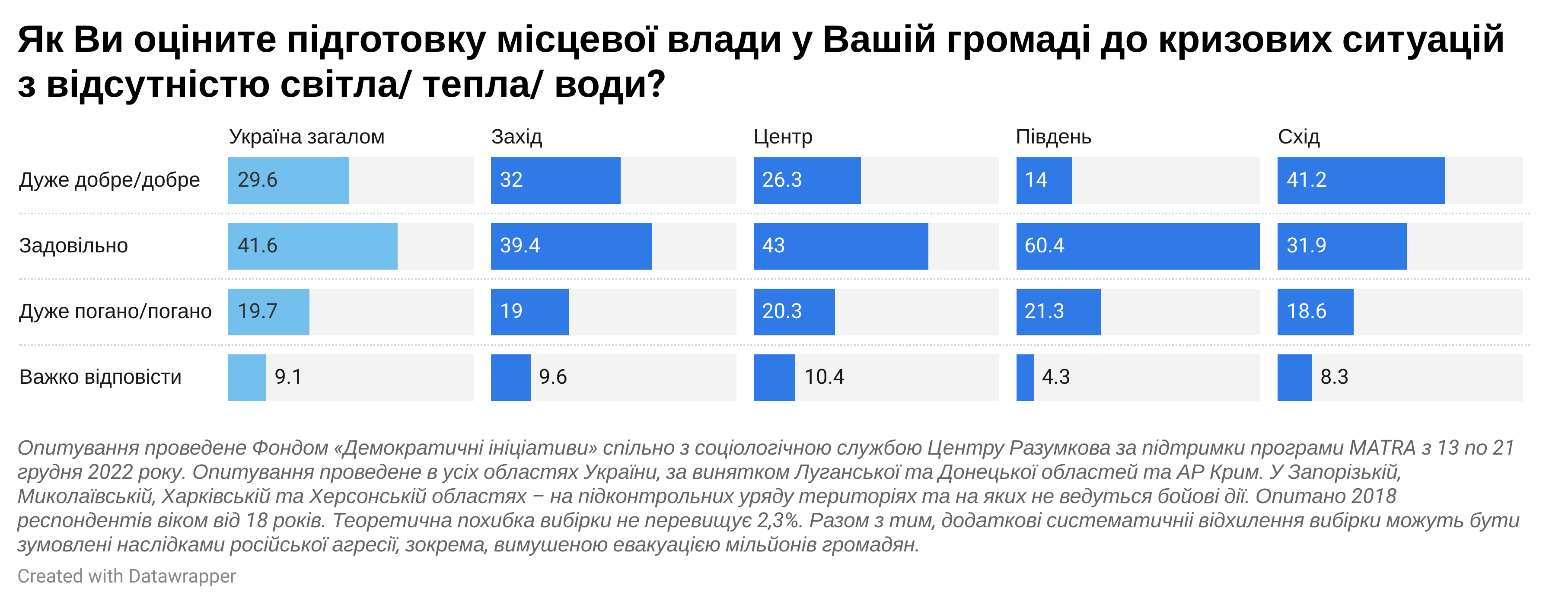 Як Ви оціните підготовку місцевої влади у Вашій громаді до кризових ситуацій
з відсутністю світла/ тепла/ води?
Україна загалом Захід Центр Південь Схід
Дуже добре/добре 29.6 32 26.3 14 41.2
Задовільно 41.6 39.4 43 60.4 31.9
Дуже погано/погано 19.7 19 20.3 21.3 18.6
Важко відповісти 9.1 9.6 10.4 4.3 8.3
Опитування проведене Фондом «Демократичні ініціативи» спільно з соціологічною службою Центру Разумкова за підтримки програми MATRA з 13 по 21
грудня 2022 року. Опитування проведене в усіх областях України, за винятком Луганської та Донецької областей та АР Крим. У Запорізькій,
Миколаївській, Харківській та Херсонській областях – на підконтрольних уряду територіях та на яких не ведуться бойові дії. Опитано 2018
респондентів віком від 18 років. Теоретична похибка вибірки не перевищує 2,3%. Разом з тим, додаткові систематичніі відхилення вибірки можуть бути
зумовлені наслідками російської агресії, зокрема, вимушеною евакуацією мільйонів громадян.
Created with Datawrapper